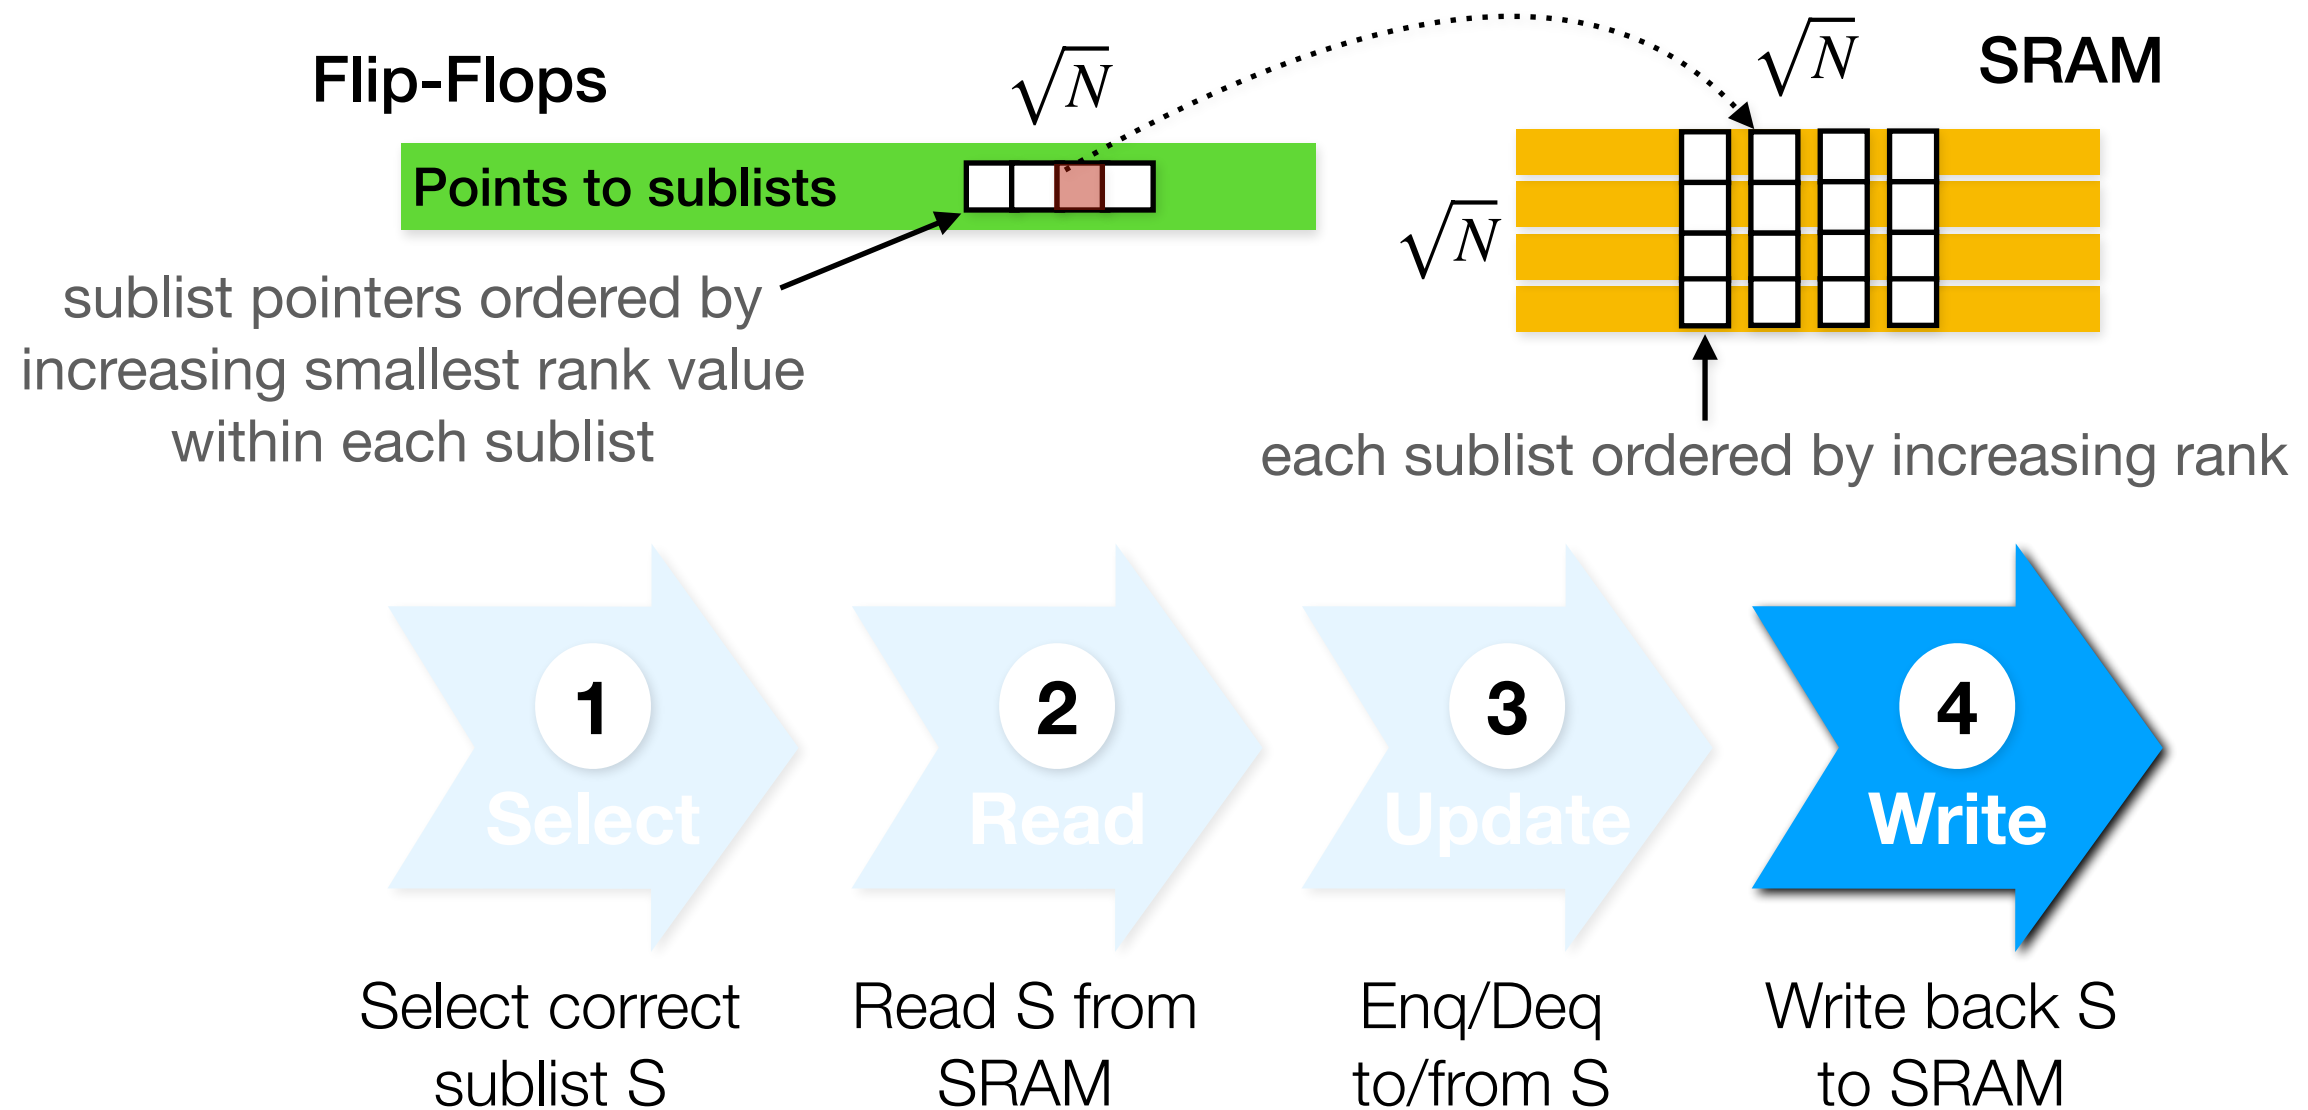 Flip-Flops
√N
√N
SRAM
Points to sublists
√N
sublist pointers ordered by
increasing smallest rank value
within each sublist
each sublist ordered by increasing rank
1
Select
2
Read
3
Update
4
Write
Select correct
sublist S
Read S from
SRAM
Enq/Deq
to/from S
Write back S
to SRAM